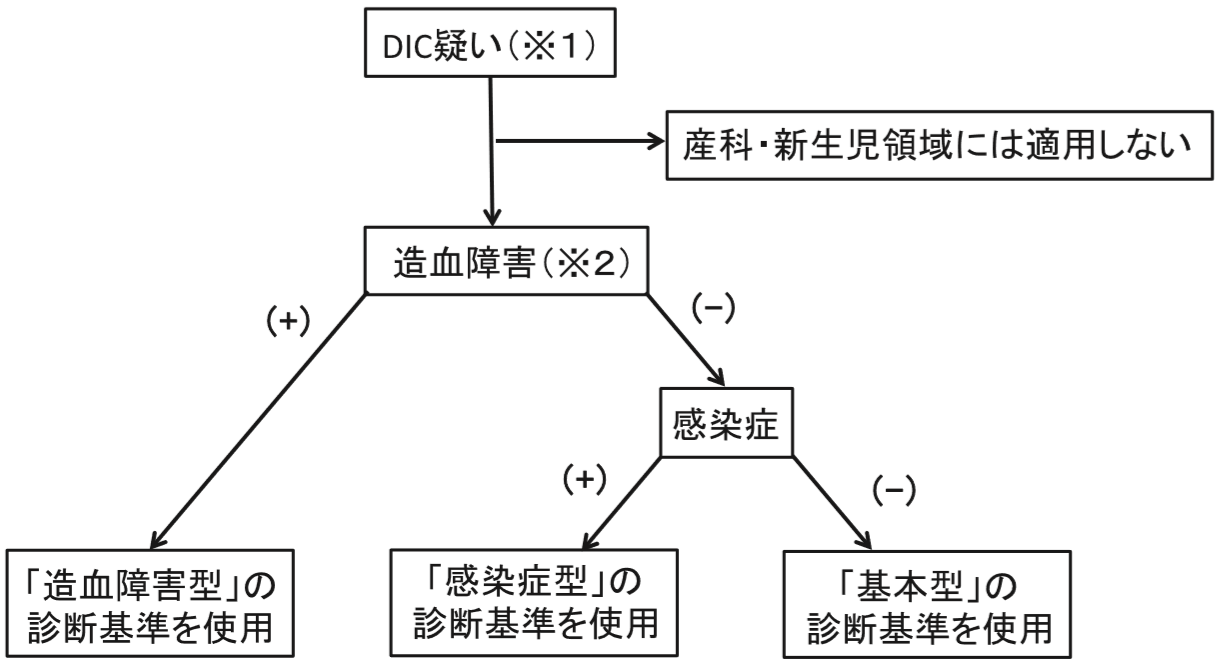 DIC疑い(※1)
産科・新生児領域には適用しない
造血障害(※2)
(+)
(−)
感染症
(+)
(−)
「造血障害型」の
診断基準を使用
「感染症型」の
診断基準を使用
「基本型」の
診断基準を使用